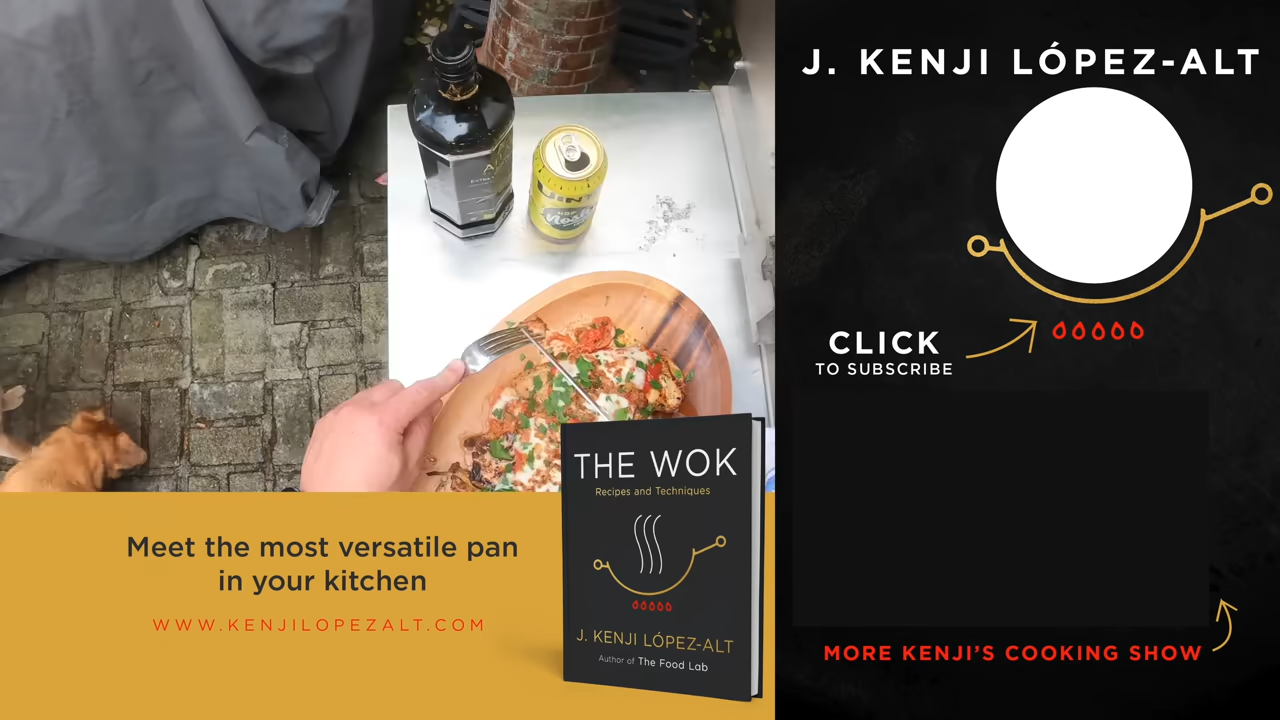 J. KENJI LÓPEZ-ALT
CLICK
TO SUBSCRIBE
THE WOK
Recipes and Techniques
J. KENJI LÓPEZ-ALT
Author of The Food Lab
Meet the most versatile pan
in your kitchen
WWW.KENJILOPEZALT.COM
MORE KENJI'S COOKING SHOW